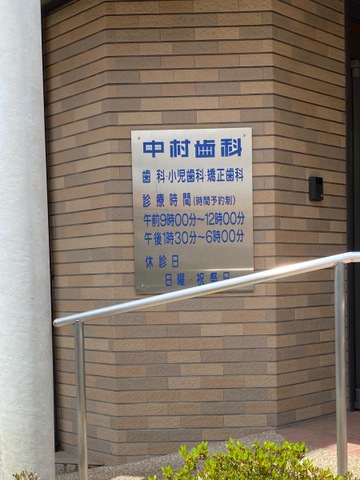 中村歯科
歯科・小児歯科・矯正歯科
診療時間(時間予約制)
午前9時00分～12時00分
午後1時30分～6時00分
休診日
日曜 祝祭日